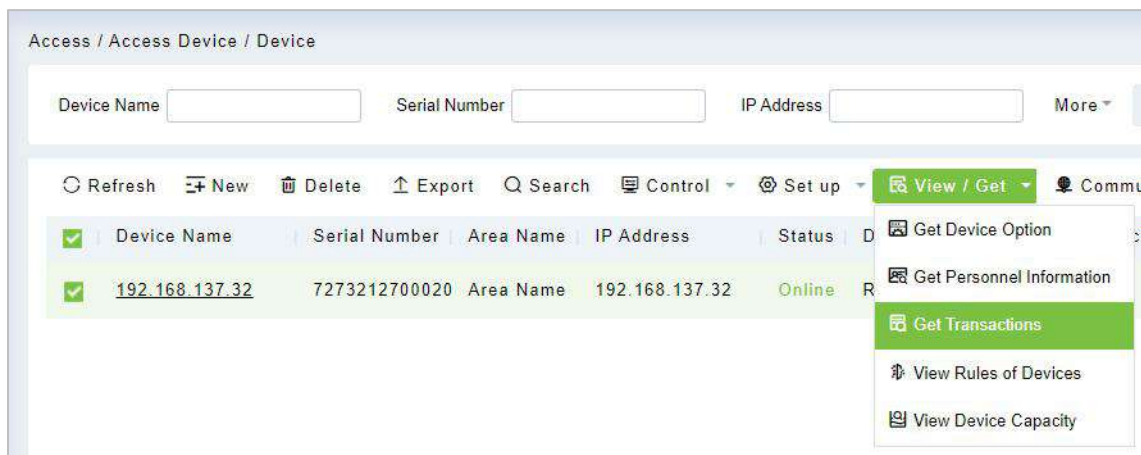 Access / Access Device / Device
Device Name Serial Number IP Address More
Refresh New Delete Export Search Control Set up View / Get Commu
Device Name Serial Number Area Name IP Address Status D
192.168.137.32 7273212700020 Area Name 192.168.137.32 Online R
Get Device Option
Get Personnel Information
Get Transactions
View Rules of Devices
View Device Capacity